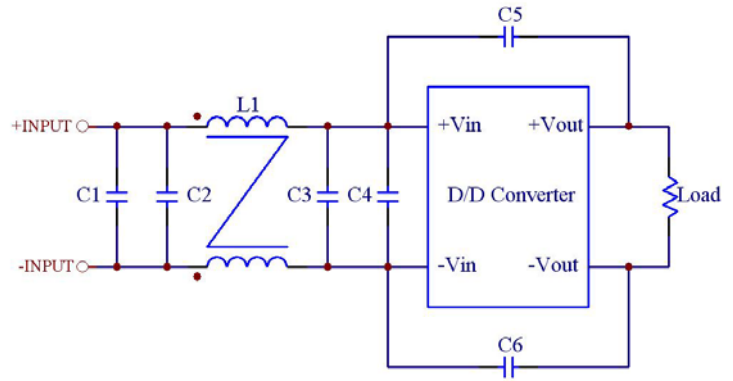 C5
L1
+INPUT
+Vin
+Vout
C1
C2
C3
C4
D/D Converter
Load
-INPUT
-Vin
-Vout
C6